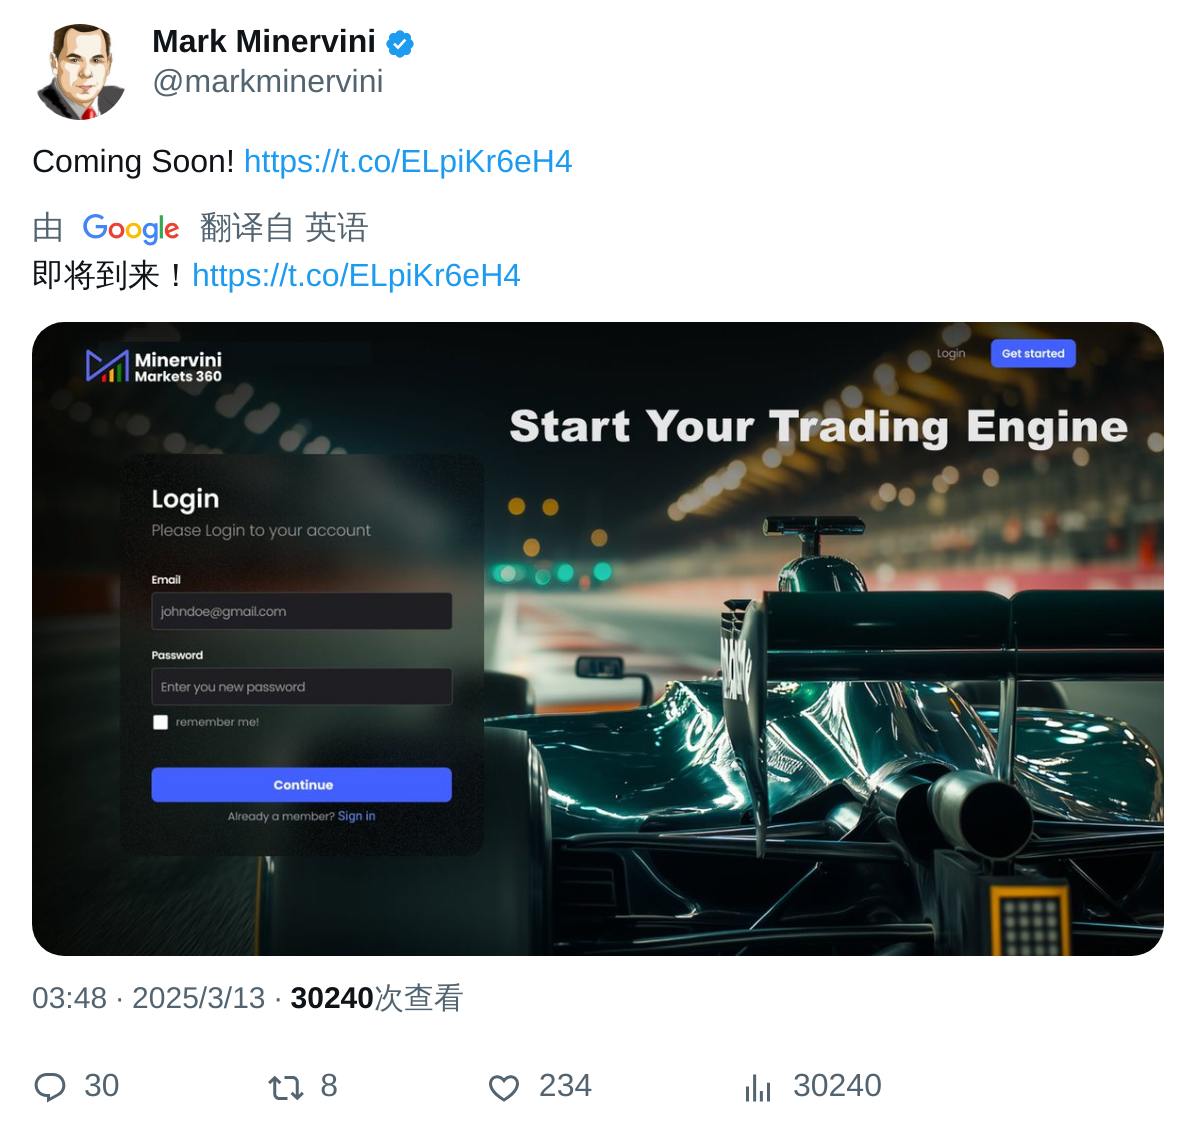 Mark Minervini
@markminervini
Coming Soon! https://t.co/ELpiKr6eH4
由 Google 翻译自 英语
即将到来！https://t.co/ELpiKr6eH4
Minervini
Markets 360
Login
Get started
Start Your Trading Engine
Login
Please Login to your account
Email
johndoe@gmail.com
Password
Enter you new password
remember me!
Continue
Already a member? Sign in
03:48 · 2025/3/13 · 30240次查看
30
8
234
30240